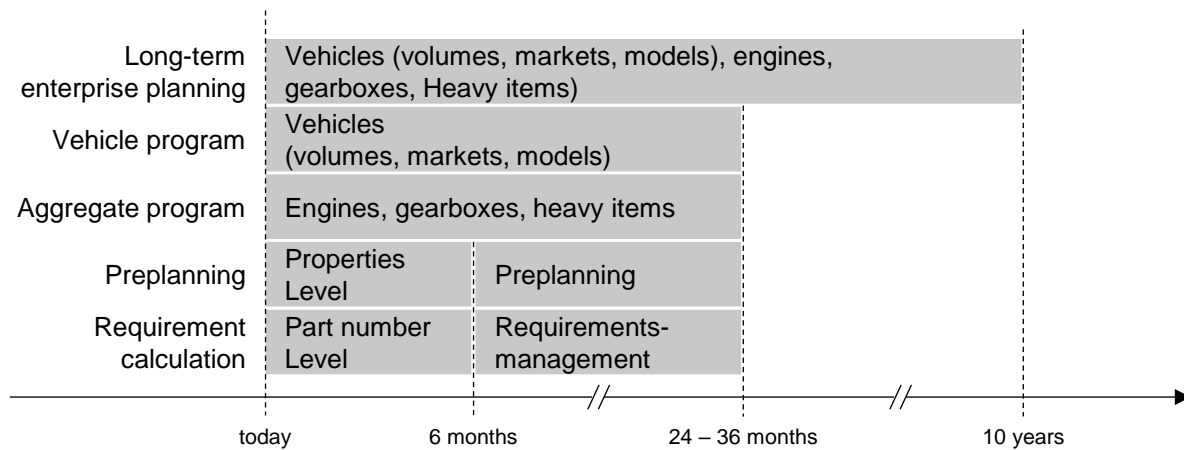 Long-term
enterprise planning
Vehicles (volumes, markets, models), engines,
gearboxes, Heavy items)
Vehicle program
Vehicles
(volumes, markets, models)
Aggregate program
Engines, gearboxes, heavy items
Preplanning
Properties
Level
Preplanning
Requirement
calculation
Part number
Level
Requirements-
management
today
6 months
24 – 36 months
10 years